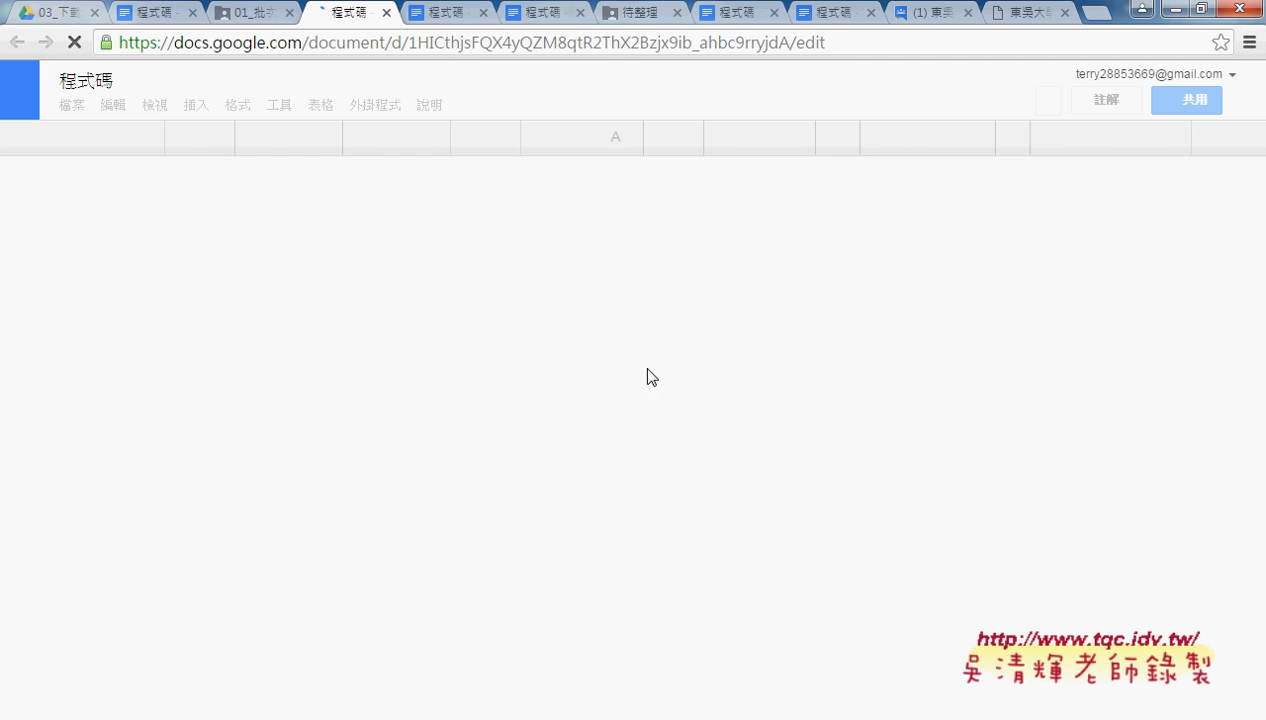 03_下載 程式碼 - 01_批次 程式碼 - 程式碼 - 程式碼 - 待整理 程式碼 - 程式碼 - (1) 東吳 東吳大學
https://docs.google.com/document/d/1HICthjsFQX4yQZM8qtR2ThX2Bzjx9ib_ahbc9rryjdA/edit
程式碼
terry28853669@gmail.com
檔案 編輯 檢視 插入 格式 工具 表格 外掛程式 說明
註解 共用
A
http://www.tqc.idv.tw/
吳清輝老師錄製